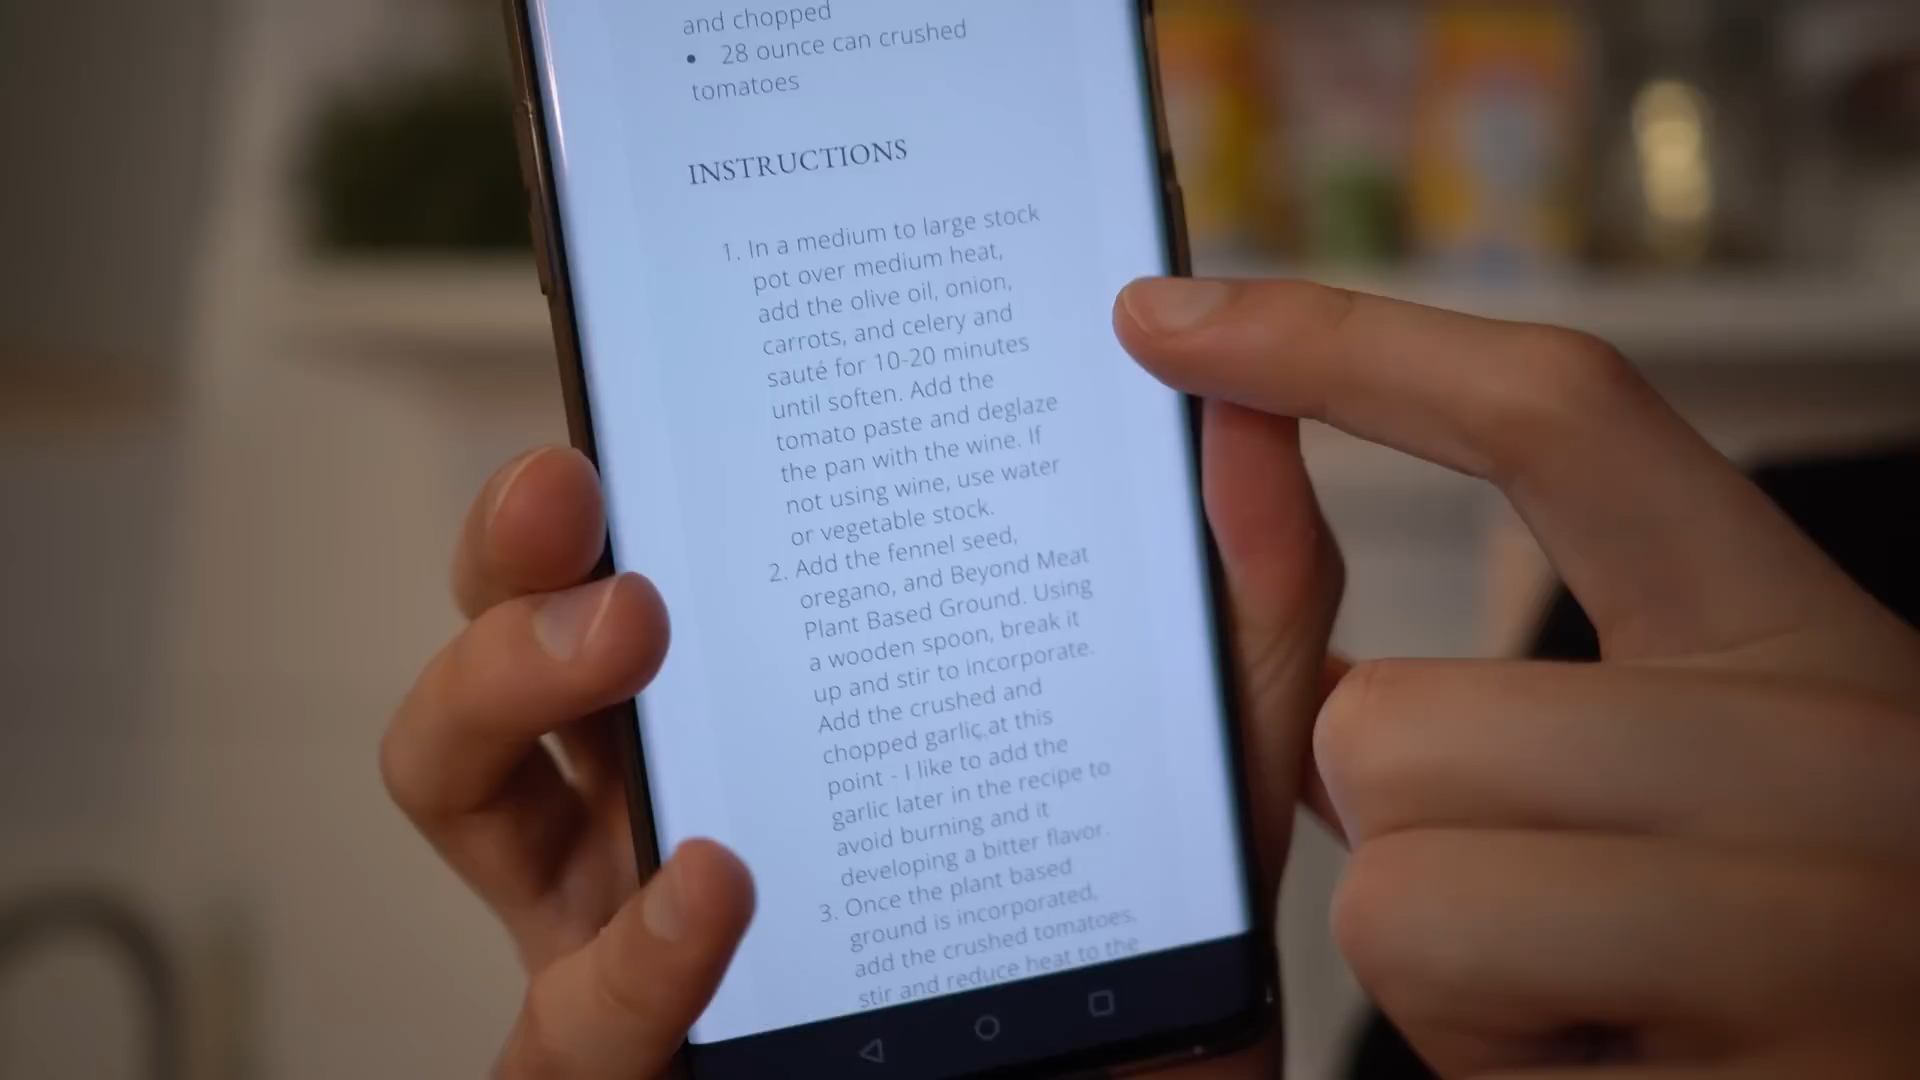 and chopped
• 28 ounce can crushed
tomatoes
INSTRUCTIONS
1. In a medium to large stock
pot over medium heat,
add the olive oil, onion,
carrots, and celery and
sauté for 10-20 minutes
until soften. Add the
tomato paste and deglaze
the pan with the wine. If
not using wine, use water
or vegetable stock.
2. Add the fennel seed,
oregano, and Beyond Meat
Plant Based Ground. Using
a wooden spoon, break it
up and stir to incorporate.
Add the crushed and
chopped garlic at this
point - I like to add the
garlic later in the recipe to
avoid burning and it
developing a bitter flavor.
3. Once the plant based
ground is incorporated,
add the crushed tomatoes,
stir and reduce heat to the